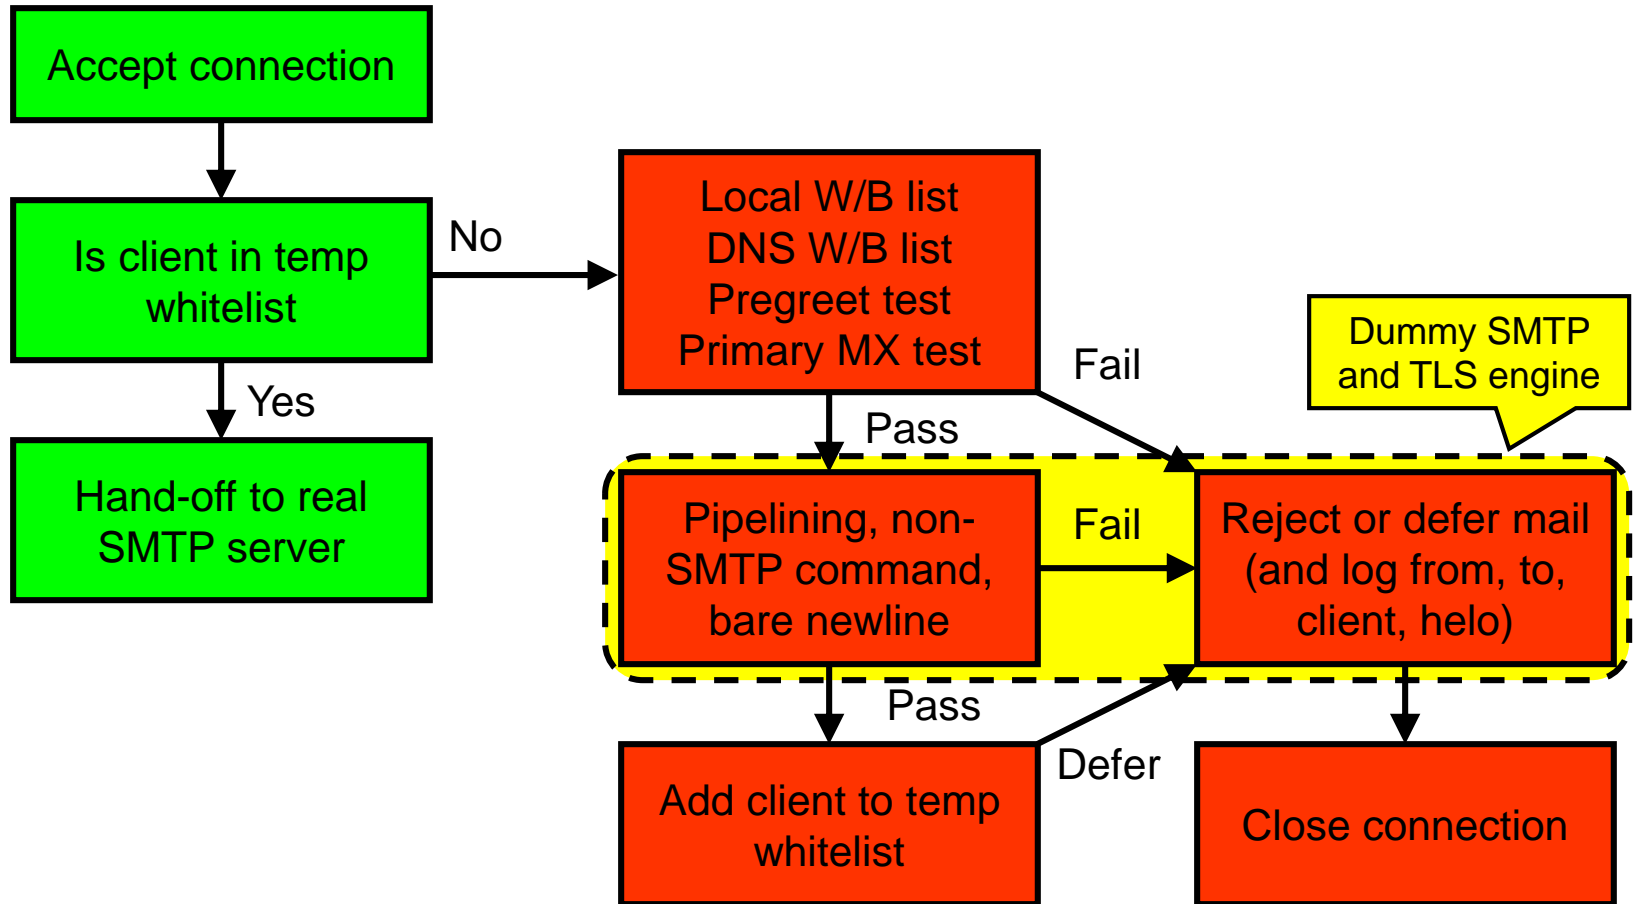 Accept connection
Is client in temp
whitelist
No
Yes
Hand-off to real
SMTP server
Local W/B list
DNS W/B list
Pregreet test
Primary MX test
Fail
Pass
Dummy SMTP
and TLS engine
Pipelining, non-
SMTP command,
bare newline
Fail
Reject or defer mail
(and log from, to,
client, helo)
Pass
Defer
Add client to temp
whitelist
Close connection